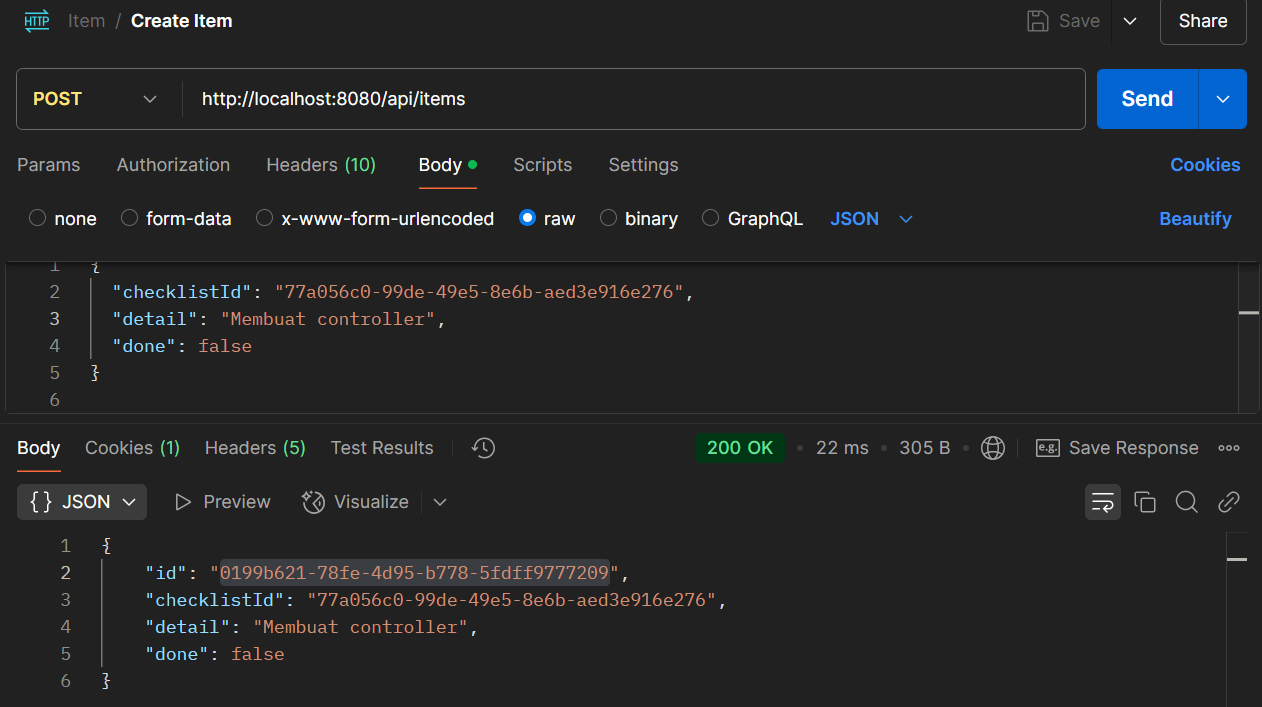 HTTP Item / Create Item Save Share
POST http://localhost:8080/api/items Send
Params Authorization Headers (10) Body Scripts Settings Cookies
none form-data x-www-form-urlencoded raw binary GraphQL JSON Beautify
1 {
2 "checklistId": "77a056c0-99de-49e5-8e6b-aed3e916e276",
3 "detail": "Membuat controller",
4 "done": false
5 }
6
Body Cookies (1) Headers (5) Test Results 200 OK • 22 ms • 305 B • e.g. Save Response
{} JSON Preview Visualize
1 {
2 "id": "0199b621-78fe-4d95-b778-5fdff9777209",
3 "checklistId": "77a056c0-99de-49e5-8e6b-aed3e916e276",
4 "detail": "Membuat controller",
5 "done": false
6 }